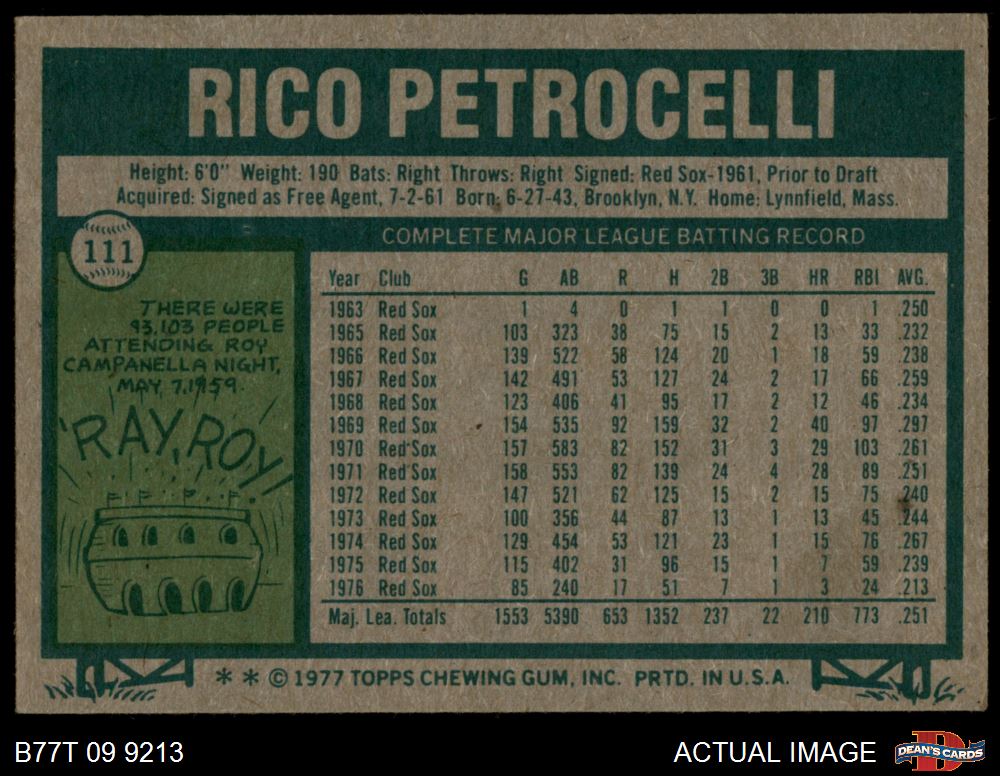 RICO PETROCELLI
Height: 6'0" Weight: 190 Bats: Right Throws: Right Signed: Red Sox-1961, Prior to Draft
Acquired: Signed as Free Agent, 7-2-61 Born: 6-27-43, Brooklyn, N.Y. Home: Lynnfield, Mass.
111
THERE WERE
93,103 PEOPLE
ATTENDING ROY
CAMPANELLA NIGHT,
MAY 7, 1959.
'RAY, ROY!
COMPLETE MAJOR LEAGUE BATTING RECORD
Year Club G AB R H 2B 3B HR RBI AVG.
1963 Red Sox 1 4 0 1 1 0 0 1 .250
1965 Red Sox 103 323 38 75 15 2 13 33 .232
1966 Red Sox 139 522 58 124 20 1 18 59 .238
1967 Red Sox 142 491 53 127 24 2 17 66 .259
1968 Red Sox 123 406 41 95 17 2 12 46 .234
1969 Red Sox 154 535 92 159 32 2 40 97 .297
1970 Red Sox 157 583 82 152 31 3 29 103 .261
1971 Red Sox 158 553 82 139 24 4 28 89 .251
1972 Red Sox 147 521 62 125 15 2 15 75 .240
1973 Red Sox 100 356 44 87 13 1 13 45 .244
1974 Red Sox 129 454 53 121 23 1 15 76 .267
1975 Red Sox 115 402 31 96 15 1 7 59 .239
1976 Red Sox 85 240 17 51 7 1 3 24 .213
Maj. Lea. Totals 1553 5390 653 1352 237 22 210 773 .251
* * © 1977 TOPPS CHEWING GUM, INC. PRTD. IN U.S.A.
B77T 09 9213
ACTUAL IMAGE
DEAN'S CARDS